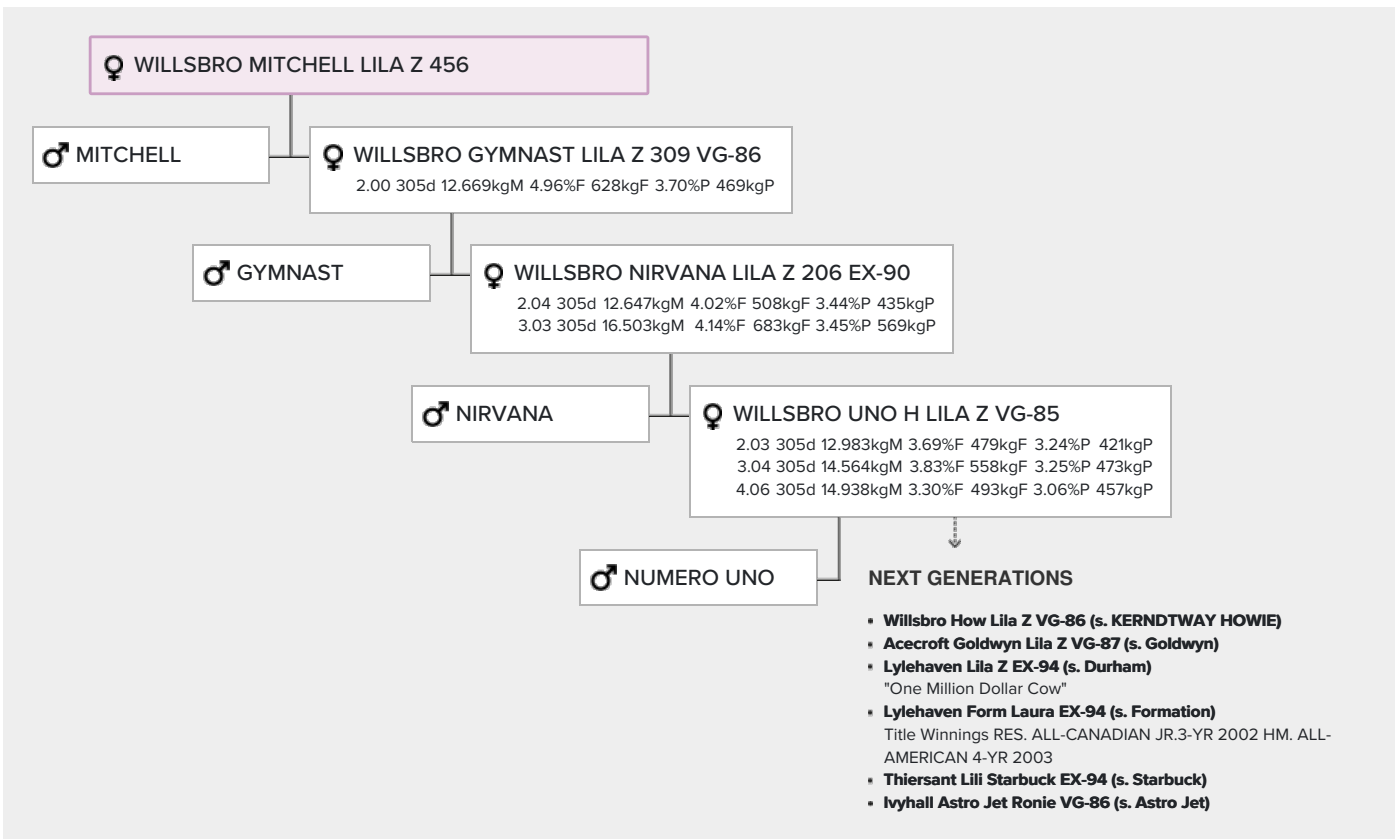 WILLSBRO MITCHELL LILA Z 456
MITCHELL
WILLSBRO GYMNAST LILA Z 309 VG-86
2.00 305d 12.669kgM 4.96%F 628kgF 3.70%P 469kgP
GYMNAST
WILLSBRO NIRVANA LILA Z 206 EX-90
2.04 305d 12.647kgM 4.02%F 508kgF 3.44%P 435kgP
3.03 305d 16.503kgM 4.14%F 683kgF 3.45%P 569kgP
NIRVANA
WILLSBRO UNO H LILA Z VG-85
2.03 305d 12.983kgM 3.69%F 479kgF 3.24%P 421kgP
3.04 305d 14.564kgM 3.83%F 558kgF 3.25%P 473kgP
4.06 305d 14.938kgM 3.30%F 493kgF 3.06%P 457kgP
NUMERO UNO
NEXT GENERATIONS
• Willsbro How Lila Z VG-86 (s. KERNDTWAY HOWIE)
• Acecroft Goldwyn Lila Z VG-87 (s. Goldwyn)
• Lylehaven Lila Z EX-94 (s. Durham)
"One Million Dollar Cow"
• Lylehaven Form Laura EX-94 (s. Formation)
Title Winnings RES. ALL-CANADIAN JR.3-YR 2002 HM. ALL-
AMERICAN 4-YR 2003
• Thiersant Lili Starbuck EX-94 (s. Starbuck)
• Ivyhall Astro Jet Ronie VG-86 (s. Astro Jet)